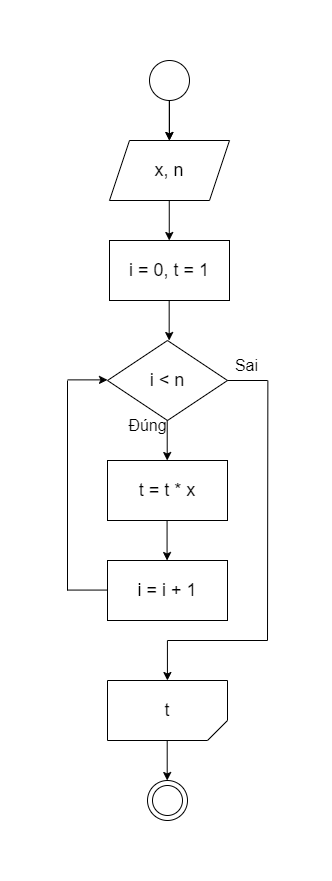 x, n
i = 0, t = 1
i < n
Sai
Đúng
t = t * x
i = i + 1
t